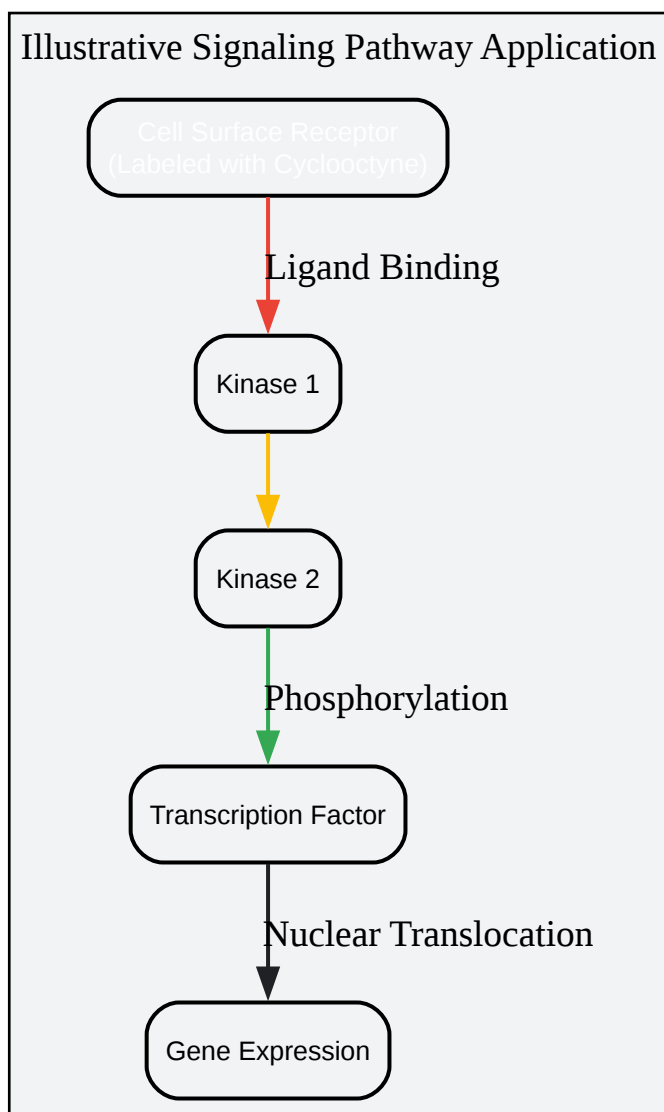 Illustrative Signaling Pathway Application
Cell Surface Receptor
(Labeled with Cyclooctyne)
Ligand Binding
Kinase 1
Kinase 2
Phosphorylation
Transcription Factor
Nuclear Translocation
Gene Expression